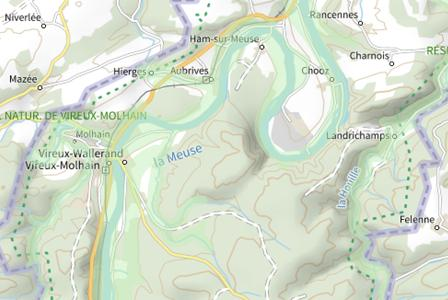 Niverlée
Rancennes
Ham-sur-Meuse
Charnois
Mazée
Hierges
Aubrives
Chooz
RÉS
NATUR. DE VIREUX-MOLHAIN
Molhain
Landrichamps
Vireux-Wallerand
Vireux-Molhain
la Meuse
la Houille
Felenne